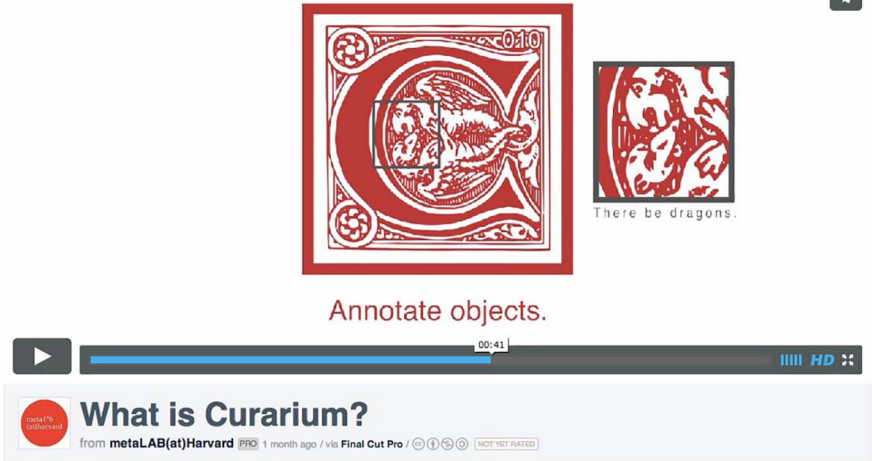 010
There be dragons.
Annotate objects.
00:41
HD
What is Curarium?
from metaLAB(at)Harvard PRO 1 month ago / via Final Cut Pro / cc NOT YET RATED